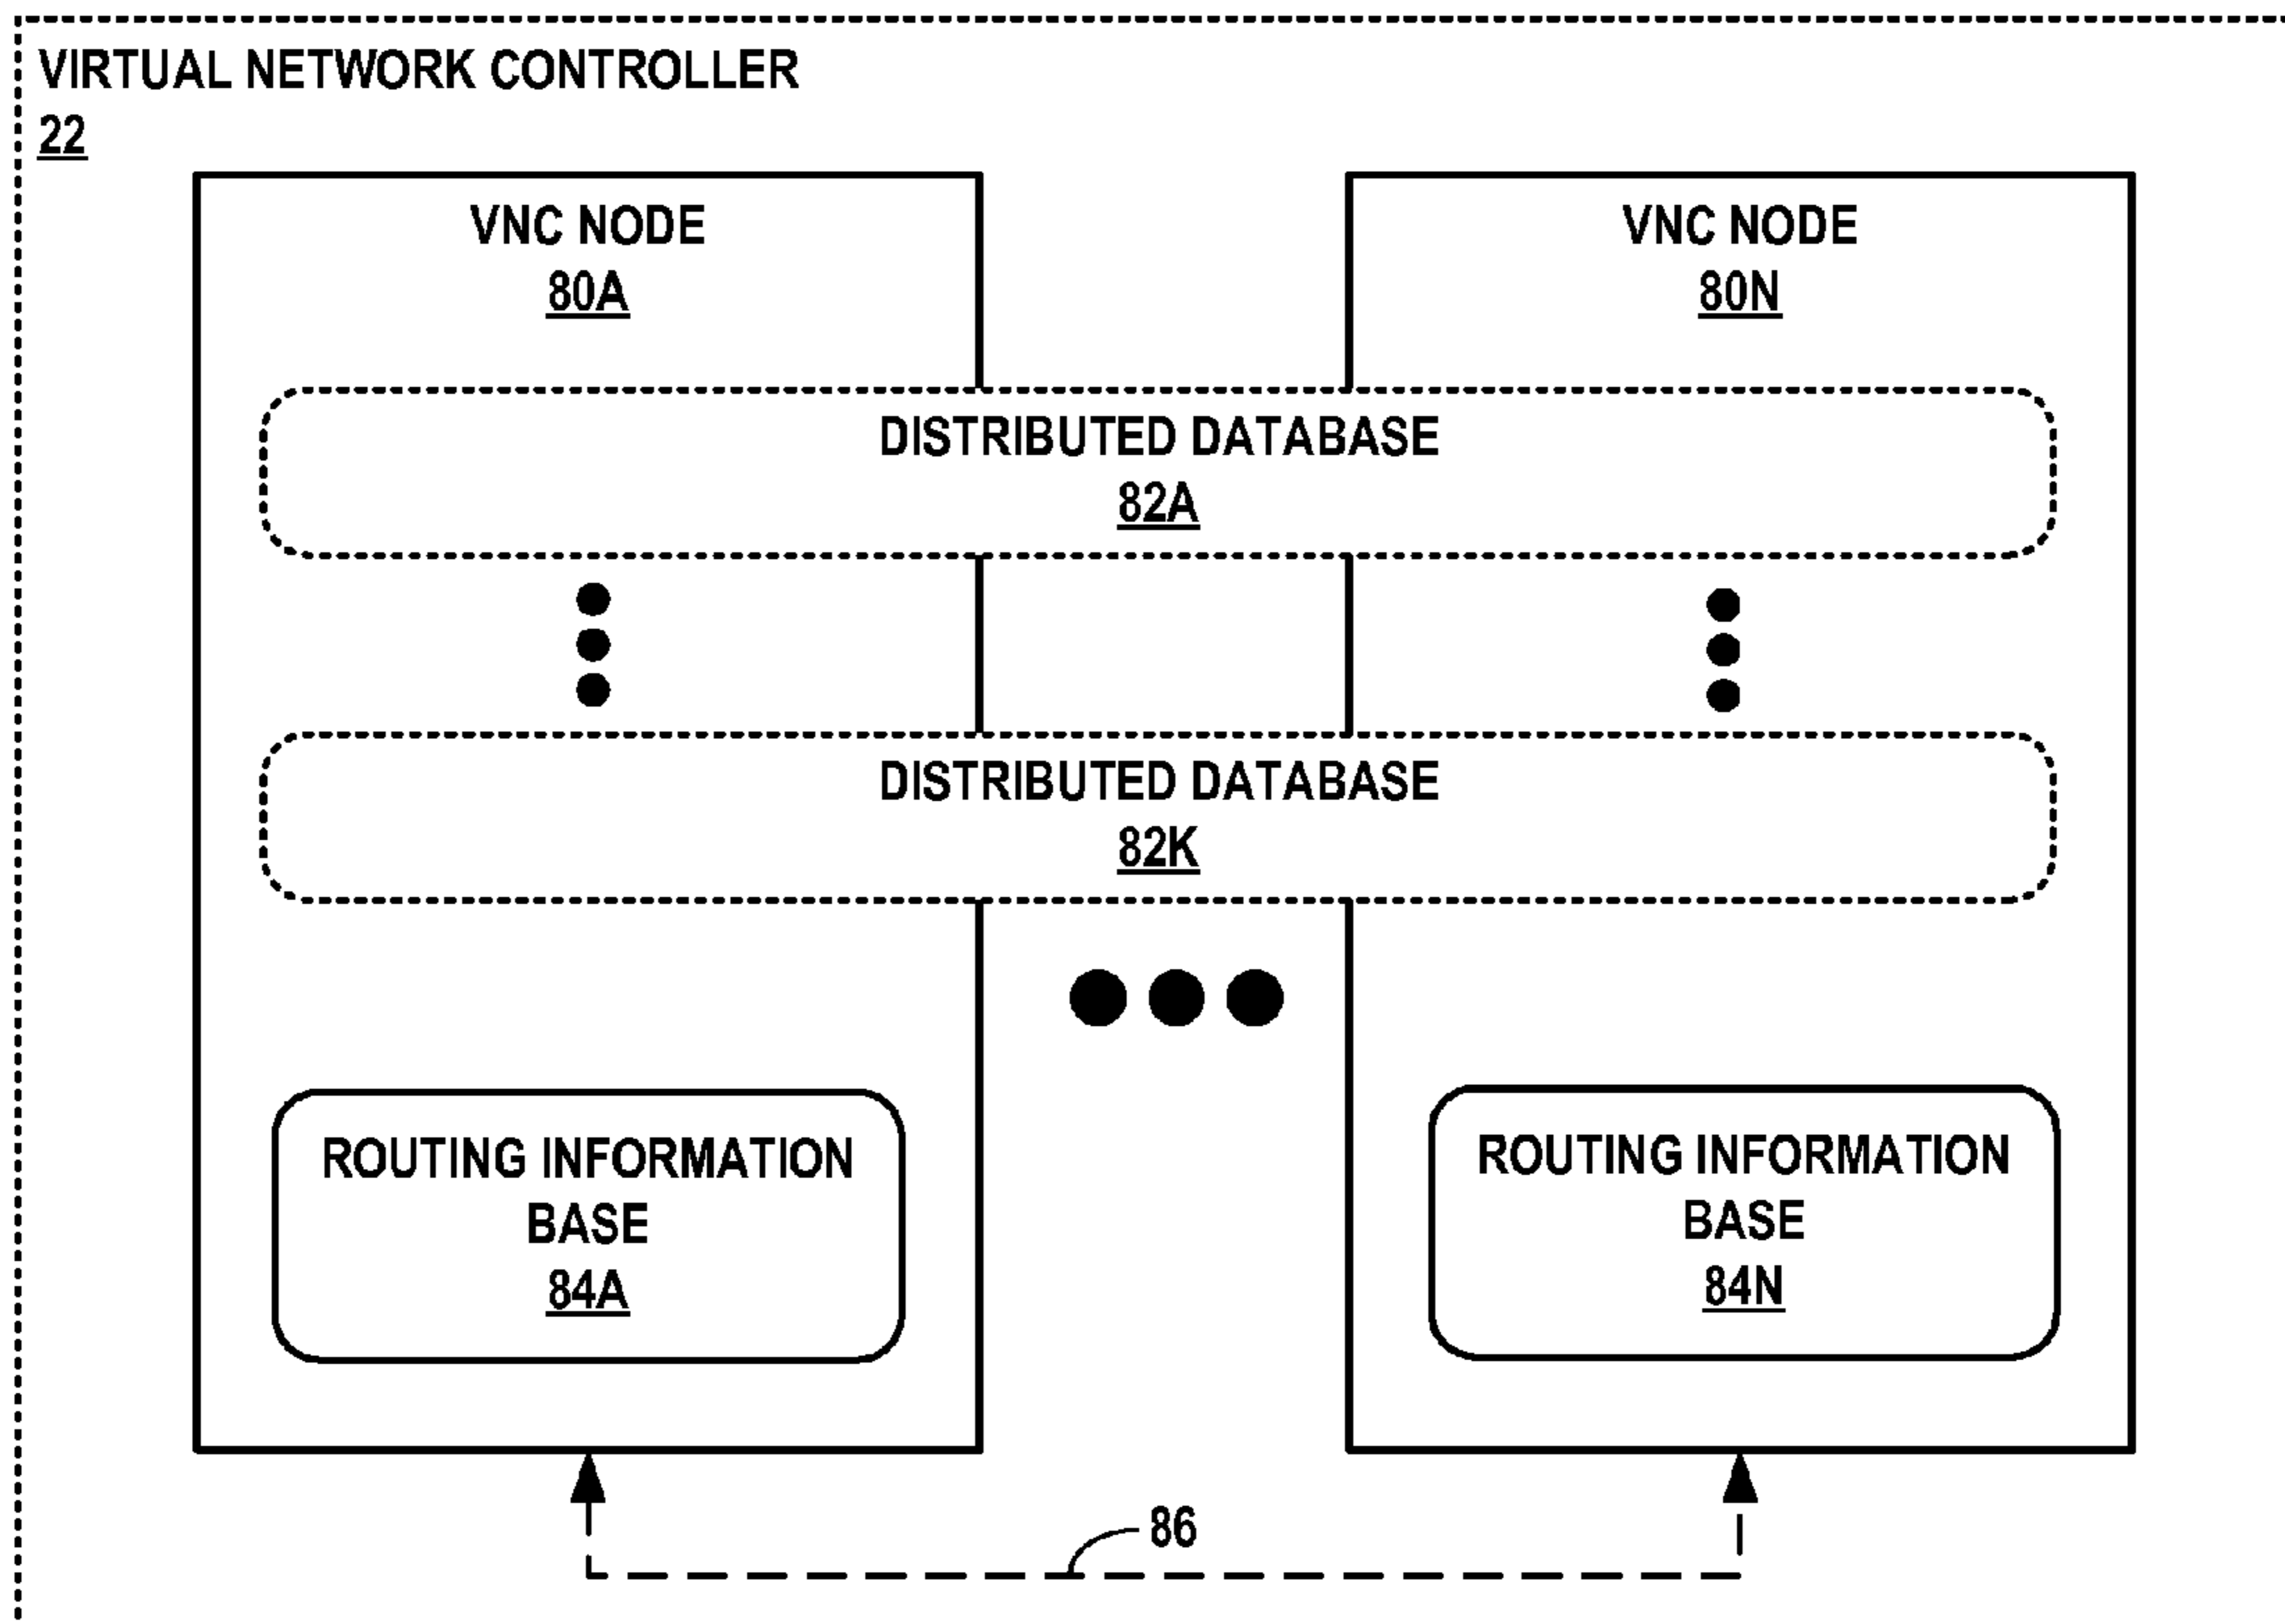 VIRTUAL NETWORK CONTROLLER
22
VNC NODE
80A
VNC NODE
80N
DISTRIBUTED DATABASE
82A
DISTRIBUTED DATABASE
82K
ROUTING INFORMATION
BASE
84A
ROUTING INFORMATION
BASE
84N
86